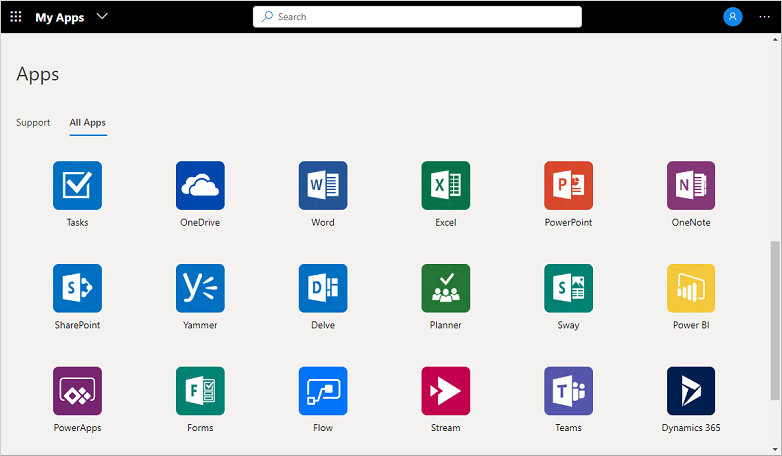 My Apps
Search
Apps
Support All Apps
Tasks OneDrive Word Excel PowerPoint OneNote
SharePoint Yammer Delve Planner Sway Power BI
PowerApps Forms Flow Stream Teams Dynamics 365